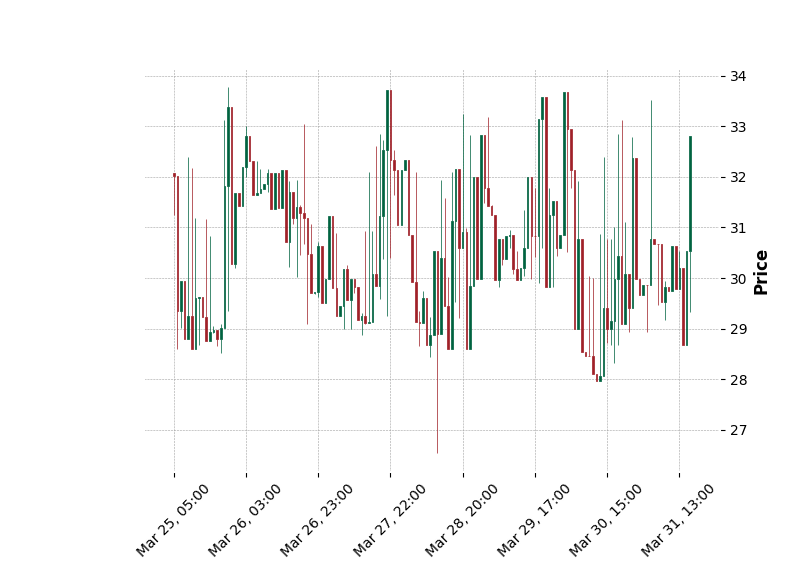 34
33
32
31
30
29
28
27
Price
Mar 25, 05:00
Mar 26, 03:00
Mar 26, 23:00
Mar 27, 22:00
Mar 28, 20:00
Mar 29, 17:00
Mar 30, 15:00
Mar 31, 13:00